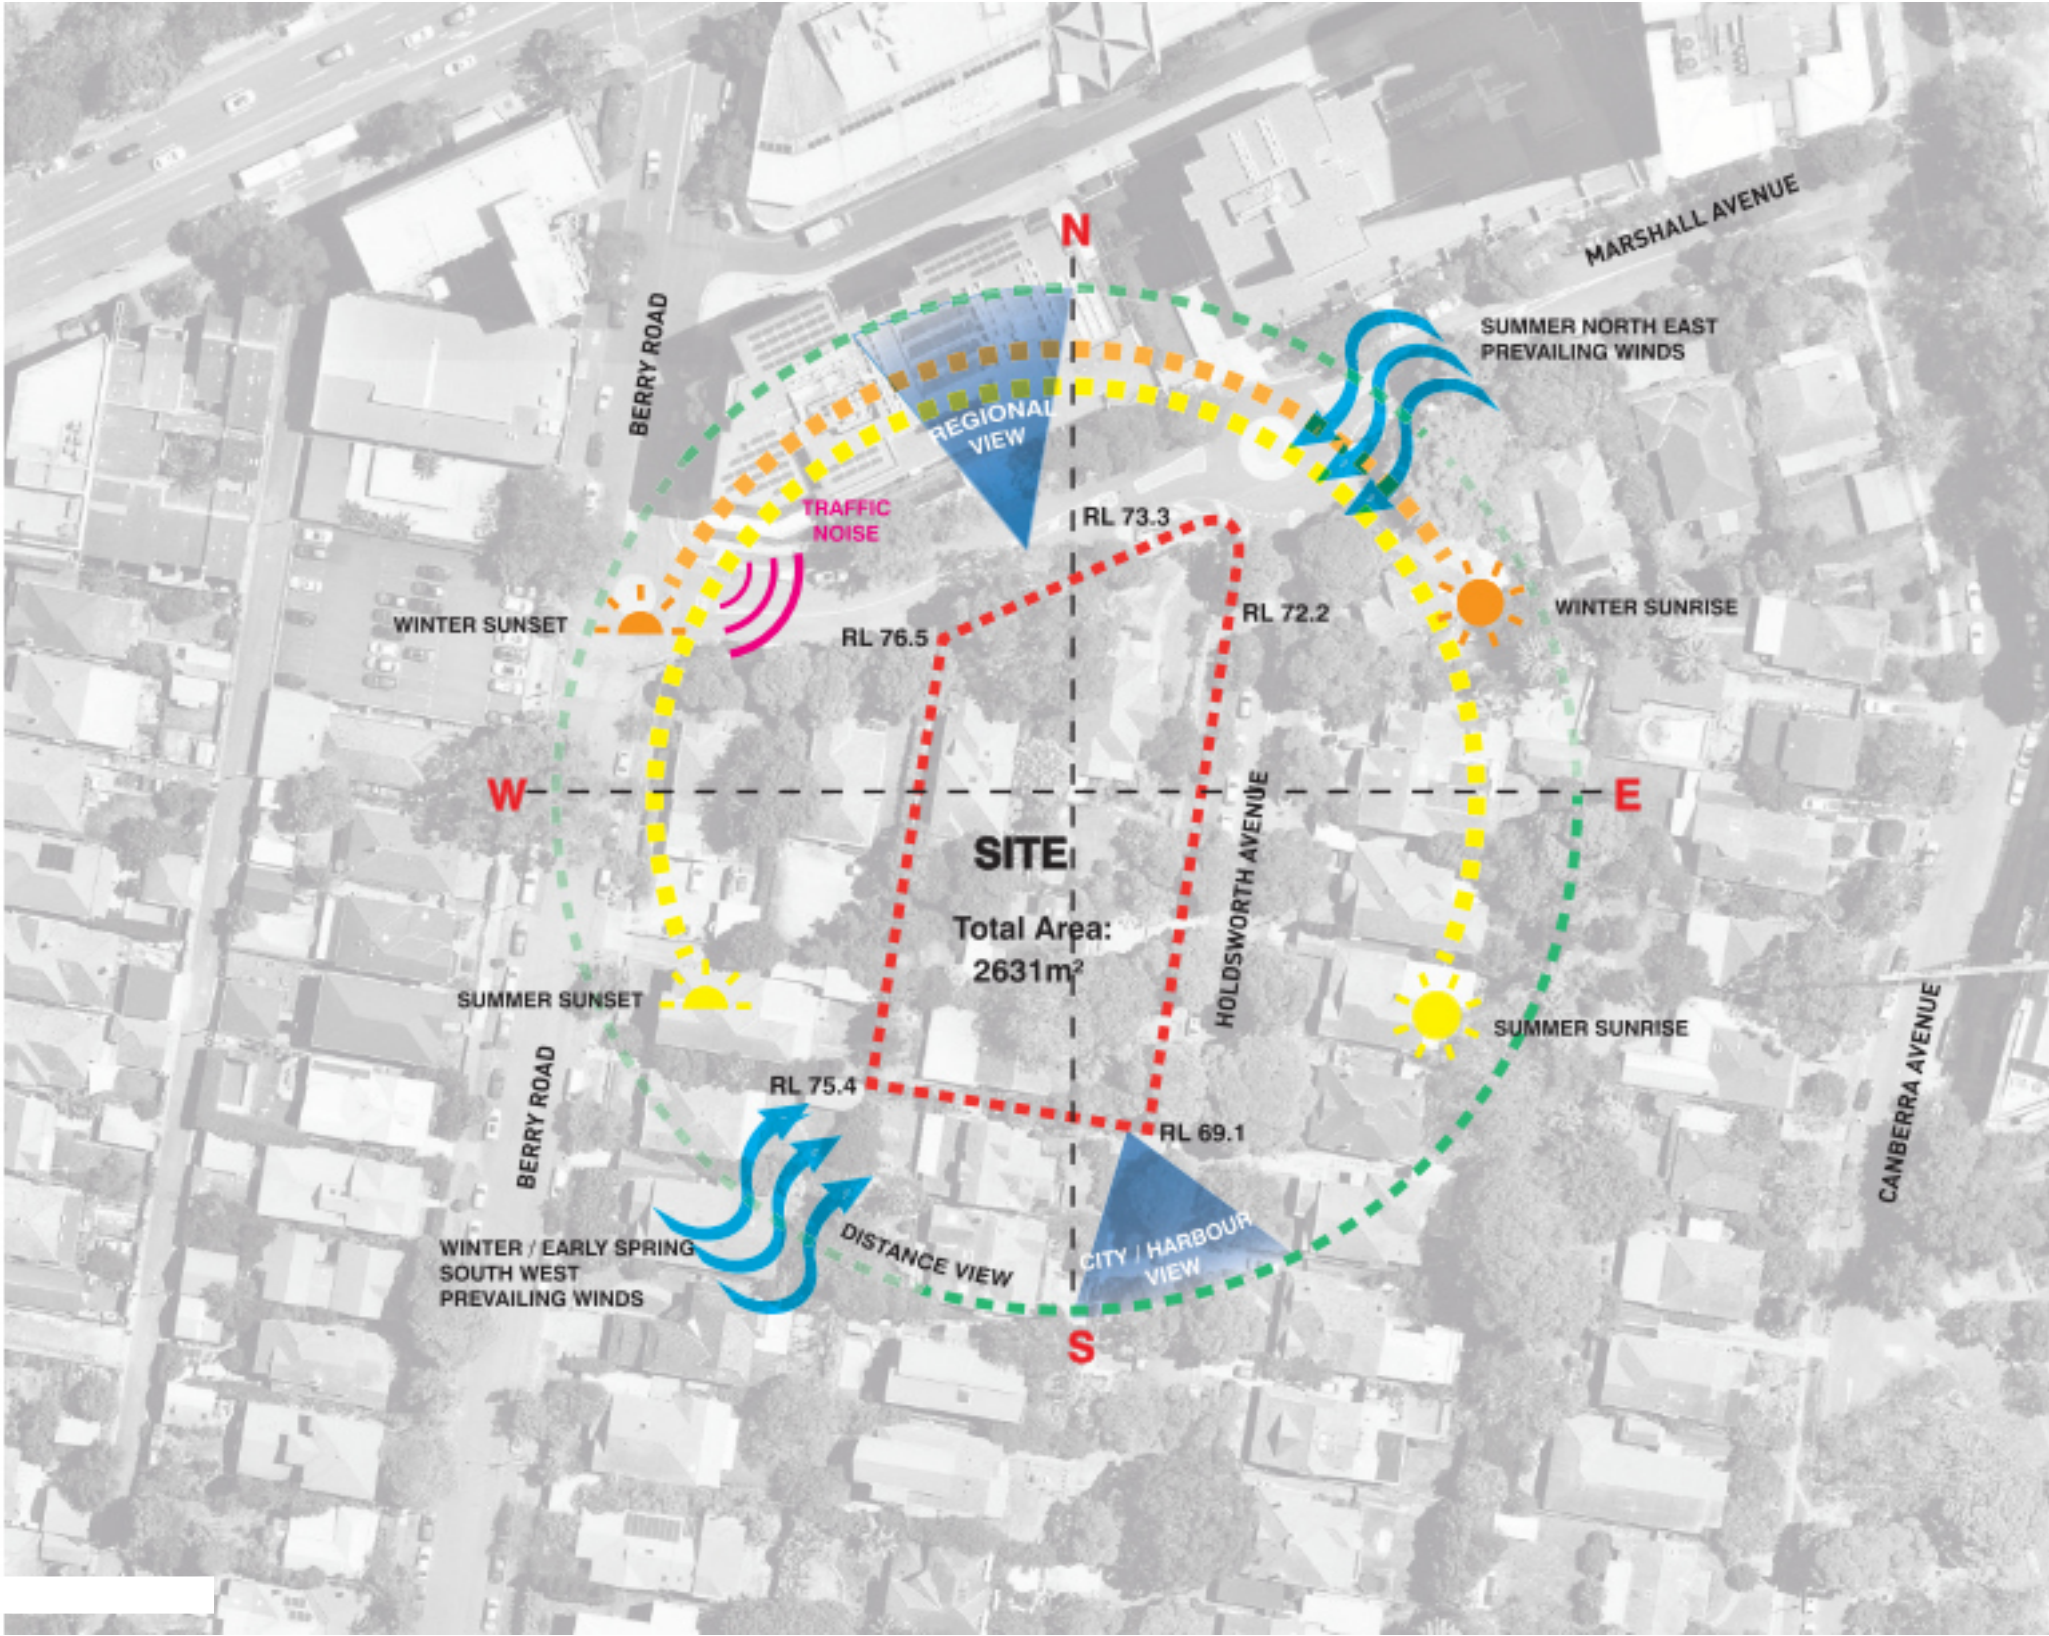 MARSHALL AVENUE
N
SUMMER NORTH EAST
PREVAILING WINDS
BERRY ROAD
REGIONAL
VIEW
TRAFFIC
NOISE
RL 73.3
WINTER SUNSET
RL 76.5
RL 72.2
WINTER SUNRISE
W
E
SITE
HOLDSWORTH AVENUE
Total Area:
2631m²
SUMMER SUNSET
SUMMER SUNRISE
CANBERRA AVENUE
BERRY ROAD
RL 75.4
RL 69.1
DISTANCE VIEW
CITY / HARBOUR
VIEW
WINTER / EARLY SPRING
SOUTH WEST
PREVAILING WINDS
S